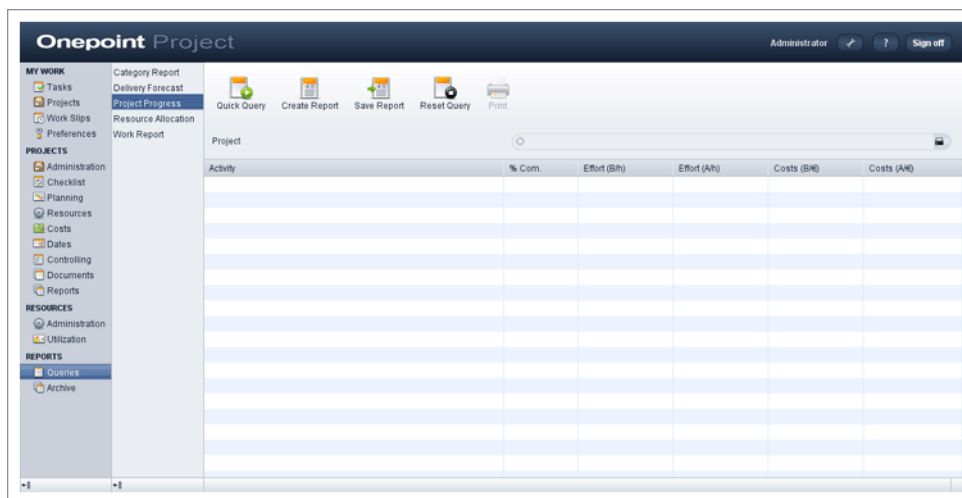 Onepoint Project
Administrator ? Sign off
MY WORK
Tasks
Projects
Work Slips
Preferences
PROJECTS
Administration
Checklist
Planning
Resources
Costs
Dates
Controlling
Documents
Reports
RESOURCES
Administration
Utilization
REPORTS
Queries
Archive
Category Report
Delivery Forecast
Project Progress
Resource Allocation
Work Report
Quick Query Create Report Save Report Reset Query Print
Project
Activity % Com. Effort (B/h) Effort (A/h) Costs (B/€) Costs (A/€)